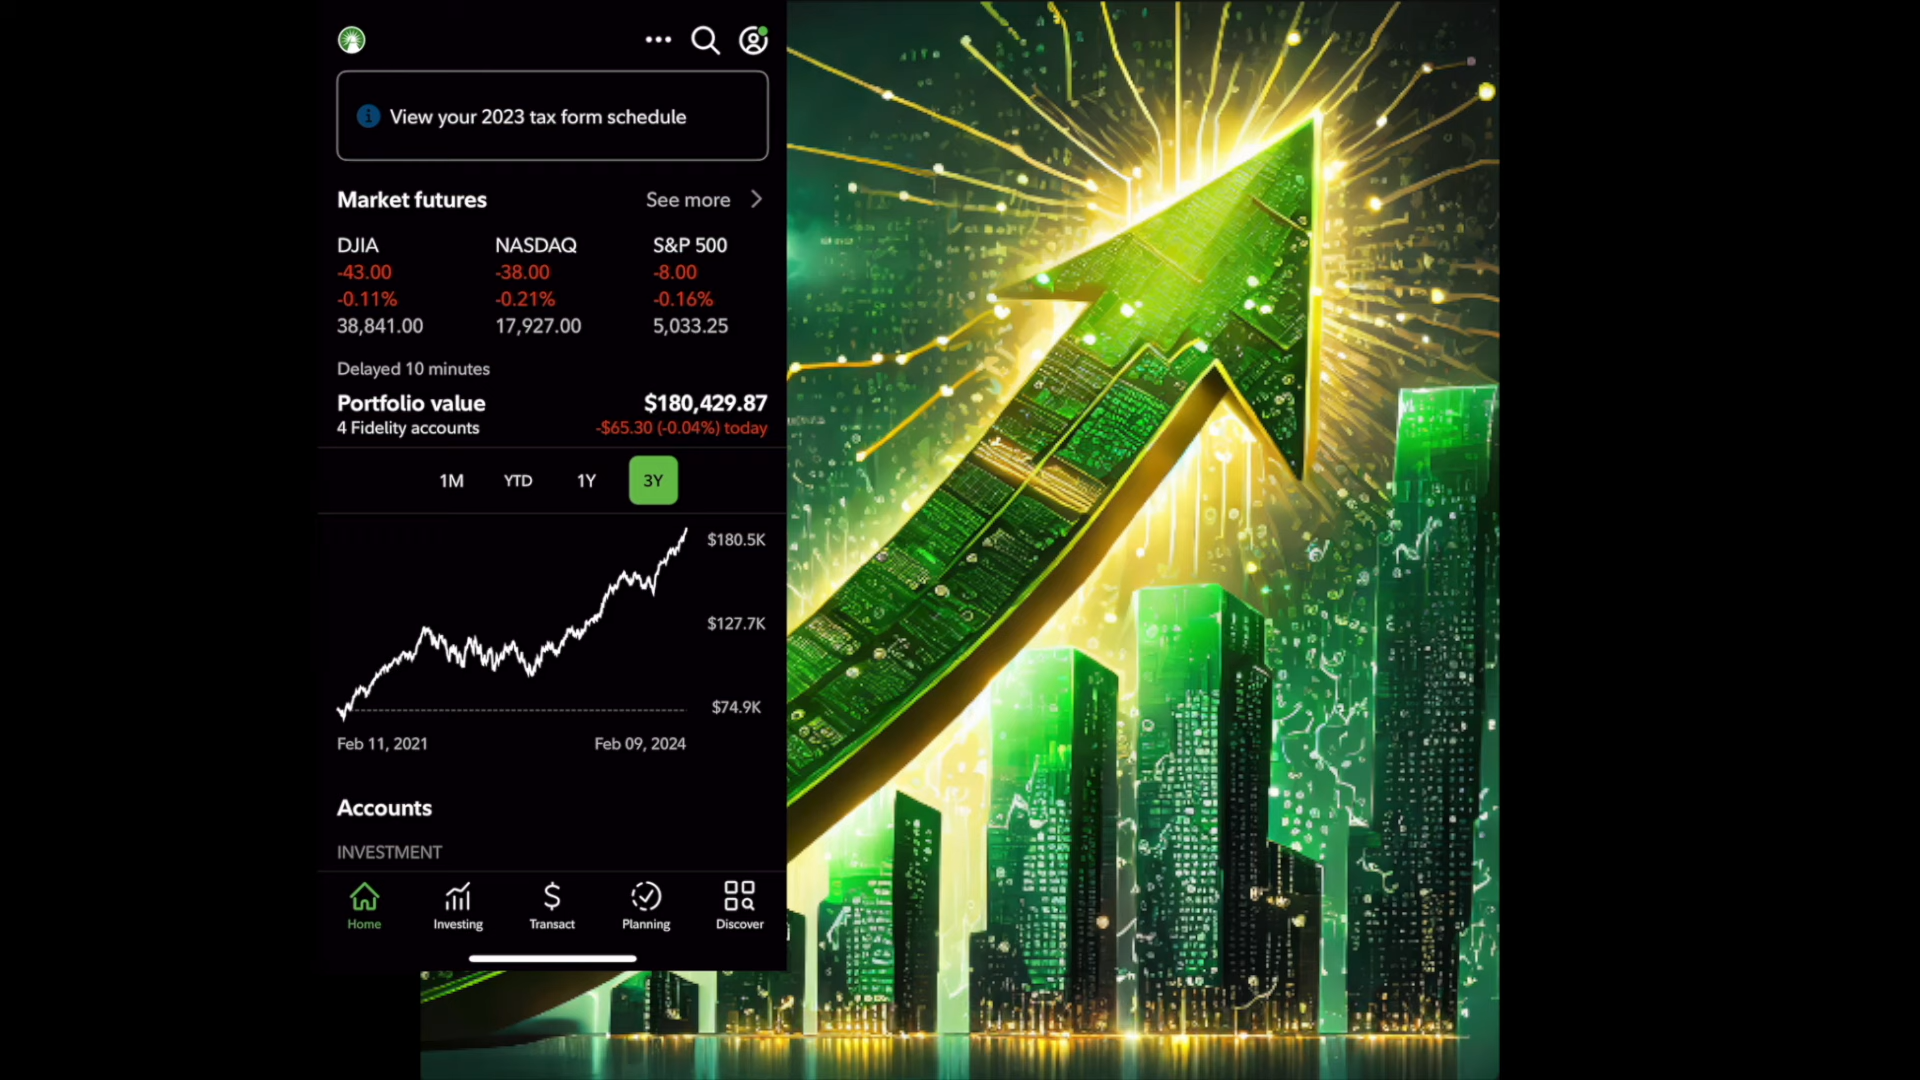 View your 2023 tax form schedule
Market futures See more
DJIA NASDAQ S&P 500
-43.00 -38.00 -8.00
-0.11% -0.21% -0.16%
38,841.00 17,927.00 5,033.25
Delayed 10 minutes
Portfolio value $180,429.87
4 Fidelity accounts -$65.30 (-0.04%) today
1M YTD 1Y 3Y
$180.5K
$127.7K
$74.9K
Feb 11, 2021 Feb 09, 2024
Accounts
INVESTMENT
Home Investing Transact Planning Discover